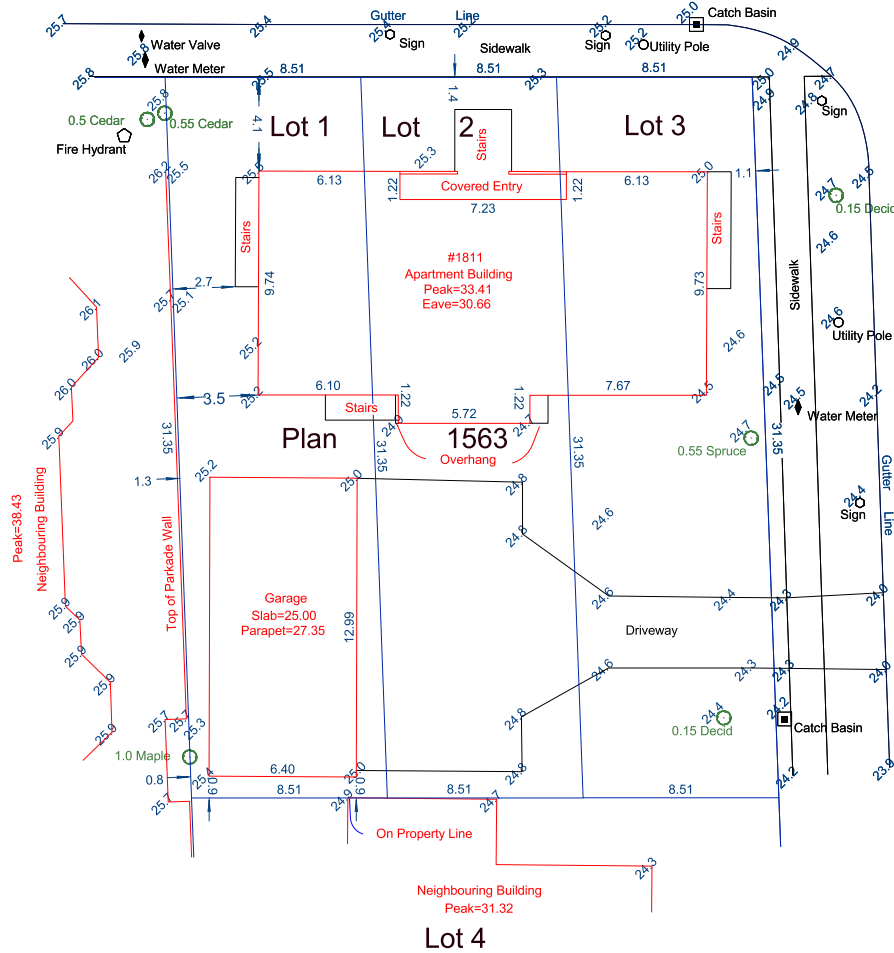 25.7
25.4
Gutter Line
25.4
25.2
25.2
25.0
Catch Basin
25.8
Water Valve
Sign
Sidewalk
Sign
25.2
Utility Pole
24.9
Water Meter
25.8
25.5
8.51
8.51
25.3
8.51
25.0
24.7
24.9
24.8
Sign
1.4
25.8
0.5 Cedar
0.55 Cedar
Fire Hydrant
4.1
Lot 1
Lot 2
Lot 3
Stairs
25.3
26.2
25.5
25.5
6.13
Covered Entry
1.22
1.22
7.23
6.13
25.0
1.1
24.7
24.5
0.15 Decid
24.6
Stairs
Stairs
Sidewalk
#1811
Apartment Building
Peak=33.41
Eave=30.66
2.7
9.74
9.73
25.7
25.1
26.1
25.9
26.0
26.0
25.9
25.2
24.6
24.6
Utility Pole
3.5
25.2
6.10
1.22
1.22
7.67
24.5
24.5
24.5
24.2
Water Meter
Stairs
5.72
24.9
24.7
24.7
31.35
31.35
31.35
31.35
Plan 1563
Overhang
0.55 Spruce
Gutter Line
1.3
25.2
25.0
24.8
24.4
Sign
Peak=38.43
Neighbouring Building
Top of Parkade Wall
24.8
24.6
Garage
Slab=25.00
Parapet=27.35
12.99
24.6
24.4
24.3
24.0
25.9
25.9
25.9
25.9
25.9
Driveway
24.6
24.3
24.3
24.0
25.7
25.7
25.3
24.8
24.4
24.2
0.15 Decid
Catch Basin
1.0 Maple
0.8
25.4
6.40
25.0
24.8
24.2
23.9
25.7
8.51
8.51
8.51
24.9
24.7
On Property Line
24.3
Neighbouring Building
Peak=31.32
Lot 4